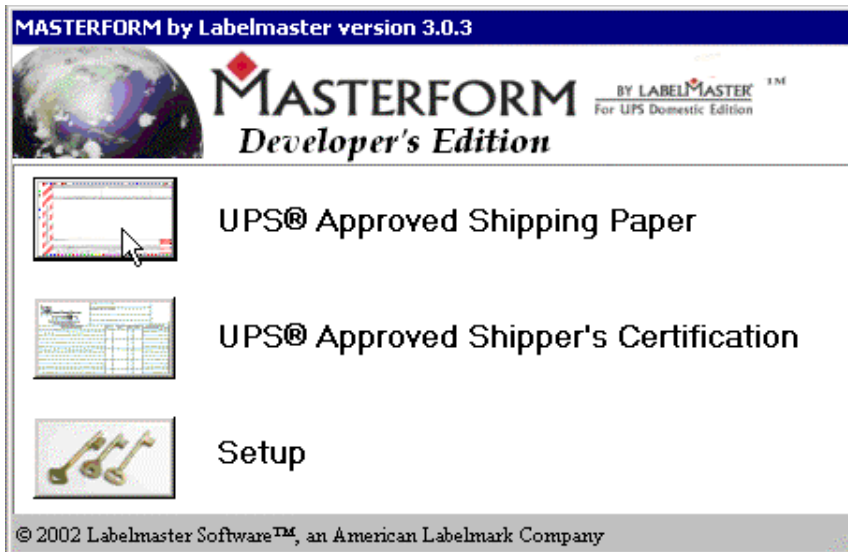 MASTERFORM by Labelmaster version 3.0.3
MASTERFORM
BY LABELMASTER ™
For UPS Domestic Edition
Developer's Edition
UPS® Approved Shipping Paper
UPS® Approved Shipper's Certification
Setup
© 2002 Labelmaster Software™, an American Labelmark Company